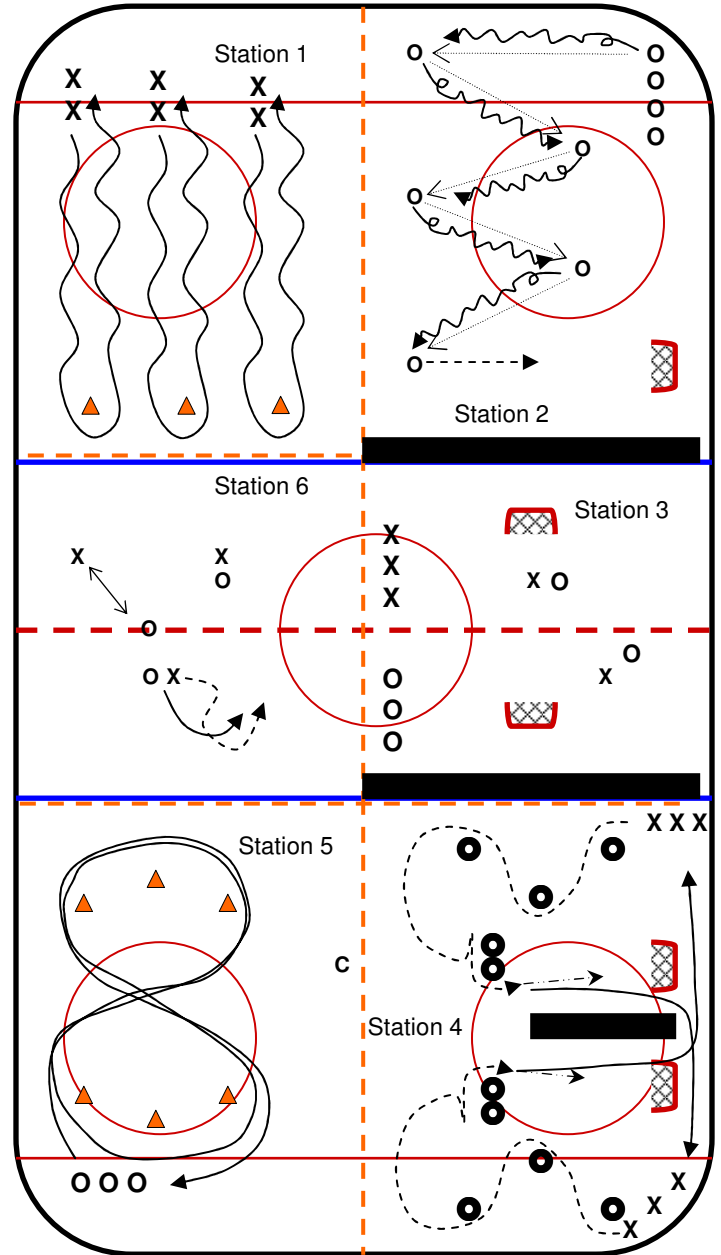 Station 1
X X X
X X X
O O
O
O
O
O
O
O
O
Station 2
Station 6
X X
O
O
O X
Station 3
X
X
X
X O
O
X
O
O
O
Station 5
O O O
C
X X X
Station 4
X
X
X